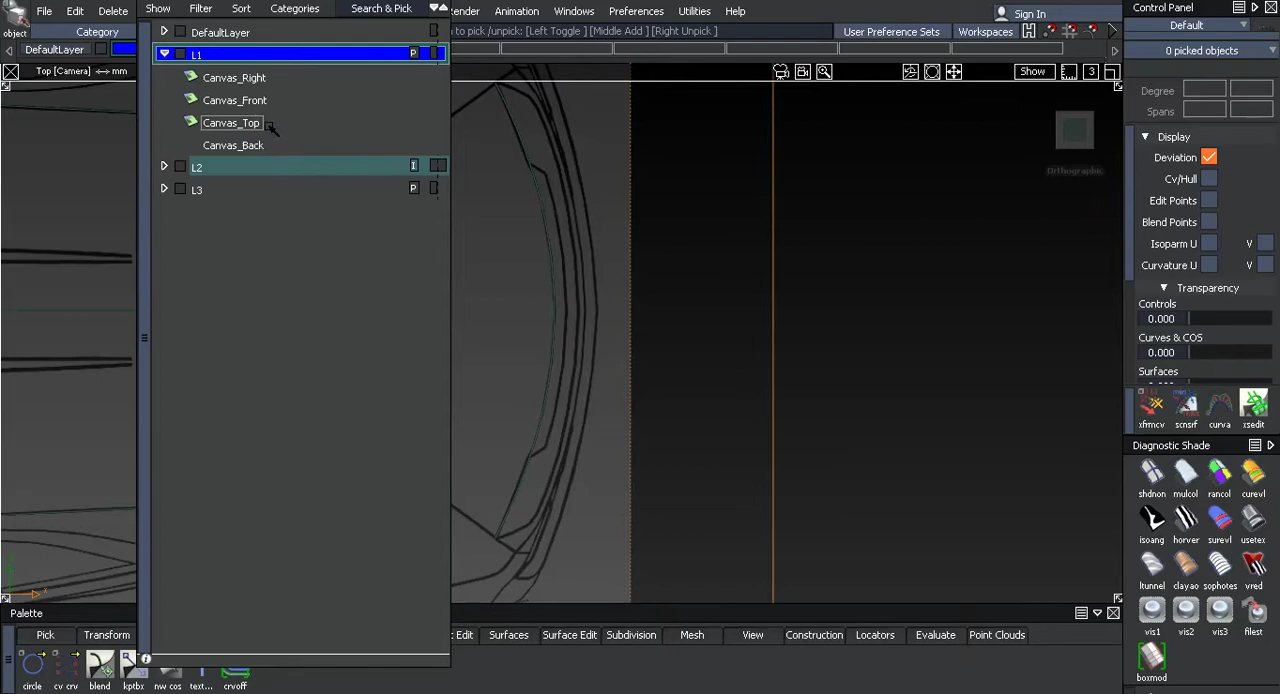 Show Filter Sort Categories Search & Pick
File Edit Delete
ender Animation Windows Preferences Utilities Help
Sign In
Control Panel
object
Category
to pick /unpick: [Left Toggle ] [Middle Add ] [Right Unpick ]
User Preference Sets
Workspaces
Default
DefaultLayer
DefaultLayer
0 picked objects
L1 P
Top [Camera] mm
Show
3
Canvas_Right
Canvas_Front
Canvas_Top
Canvas_Back
L2 I
L3 P
Orthographic
Degree
Spans
Display
Deviation
Cv/Hull
Edit Points
Blend Points
Isoparm U V
Curvature U V
Transparency
Controls
0.000
Curves & COS
0.000
Surfaces
xfrmcv scnsrf curva xsedit
Diagnostic Shade
shdnon mulcol rancol curevl
isoang horver surevl usetex
ltunnel clayao sophotes vred
vis1 vis2 vis3 filest
boxmod
Palette
Pick Transform
Edit Surfaces Surface Edit Subdivision Mesh View Construction Locators Evaluate Point Clouds
circle cv crv blend kptbx nw cos text... crvoff